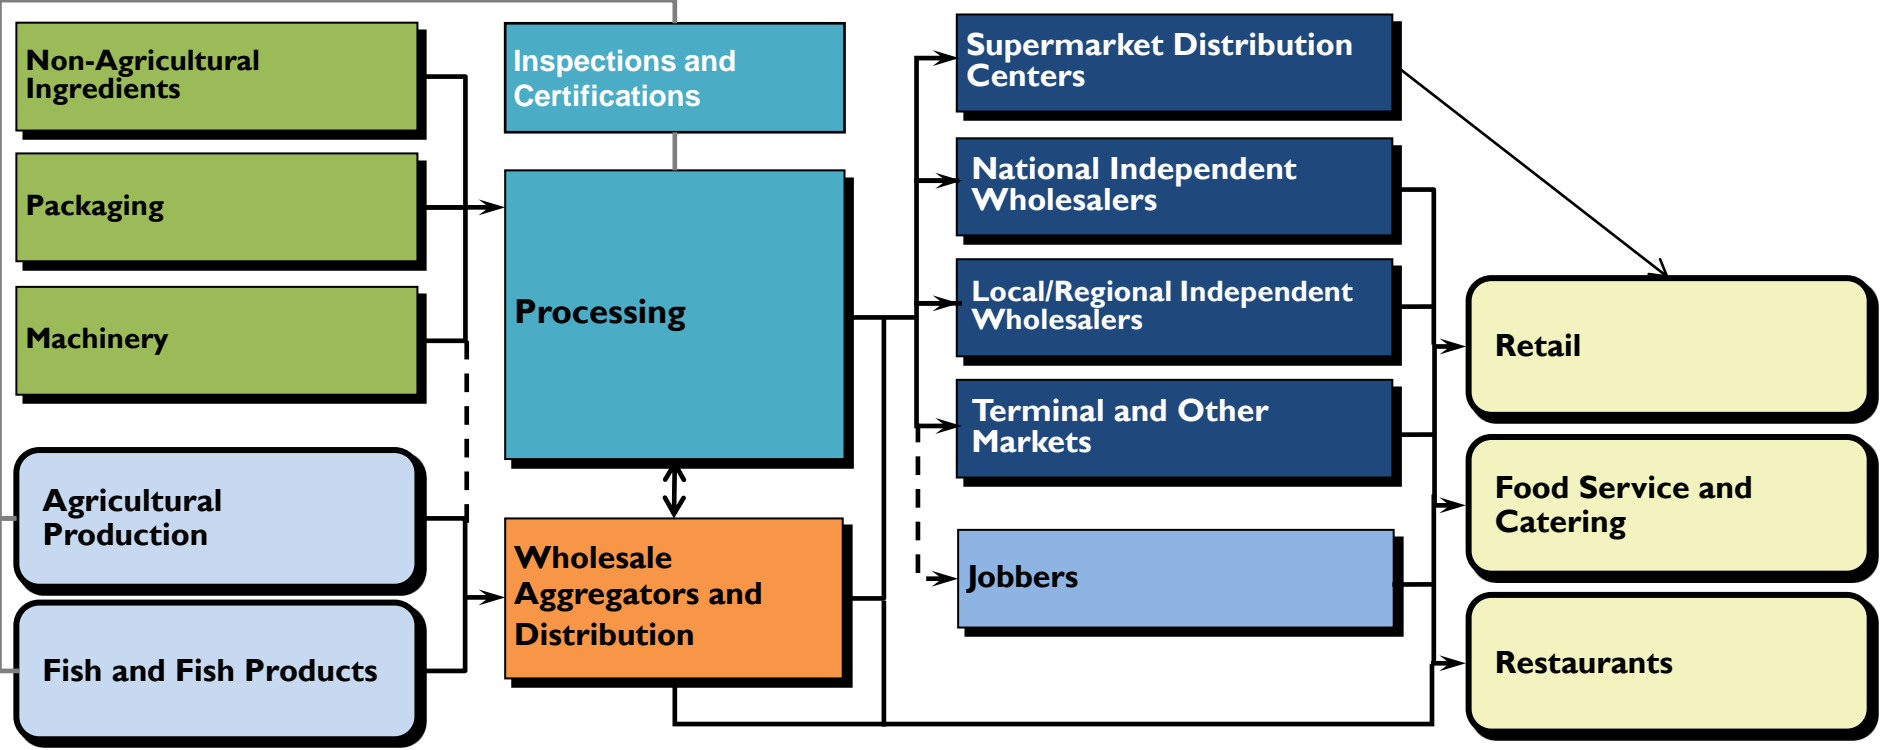 Non-Agricultural
Ingredients
Packaging
Machinery
Agricultural
Production
Fish and Fish Products
Inspections and
Certifications
Processing
Wholesale
Aggregators and
Distribution
Supermarket Distribution
Centers
National Independent
Wholesalers
Local/Regional Independent
Wholesalers
Terminal and Other
Markets
Jobbers
Retail
Food Service and
Catering
Restaurants